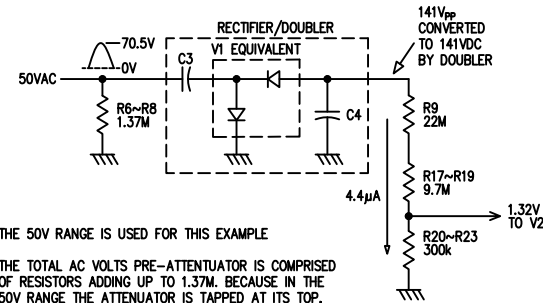 141Vpp
CONVERTED
TO 141VDC
BY DOUBLER
RECTIFIER/DOUBLER
V1 EQUIVALENT
70.5V
0V
50VAC
C3
C4
R6~R8
1.37M
R9
22M
R17~R19
9.7M
4.4µA
1.32V
TO V2
R20~R23
300k
THE 50V RANGE IS USED FOR THIS EXAMPLE
THE TOTAL AC VOLTS PRE-ATTENTUATOR IS COMPRISED
OF RESISTORS ADDING UP TO 1.37M. BECAUSE IN THE
50V RANGE THE ATTENUATOR IS TAPPED AT ITS TOP,